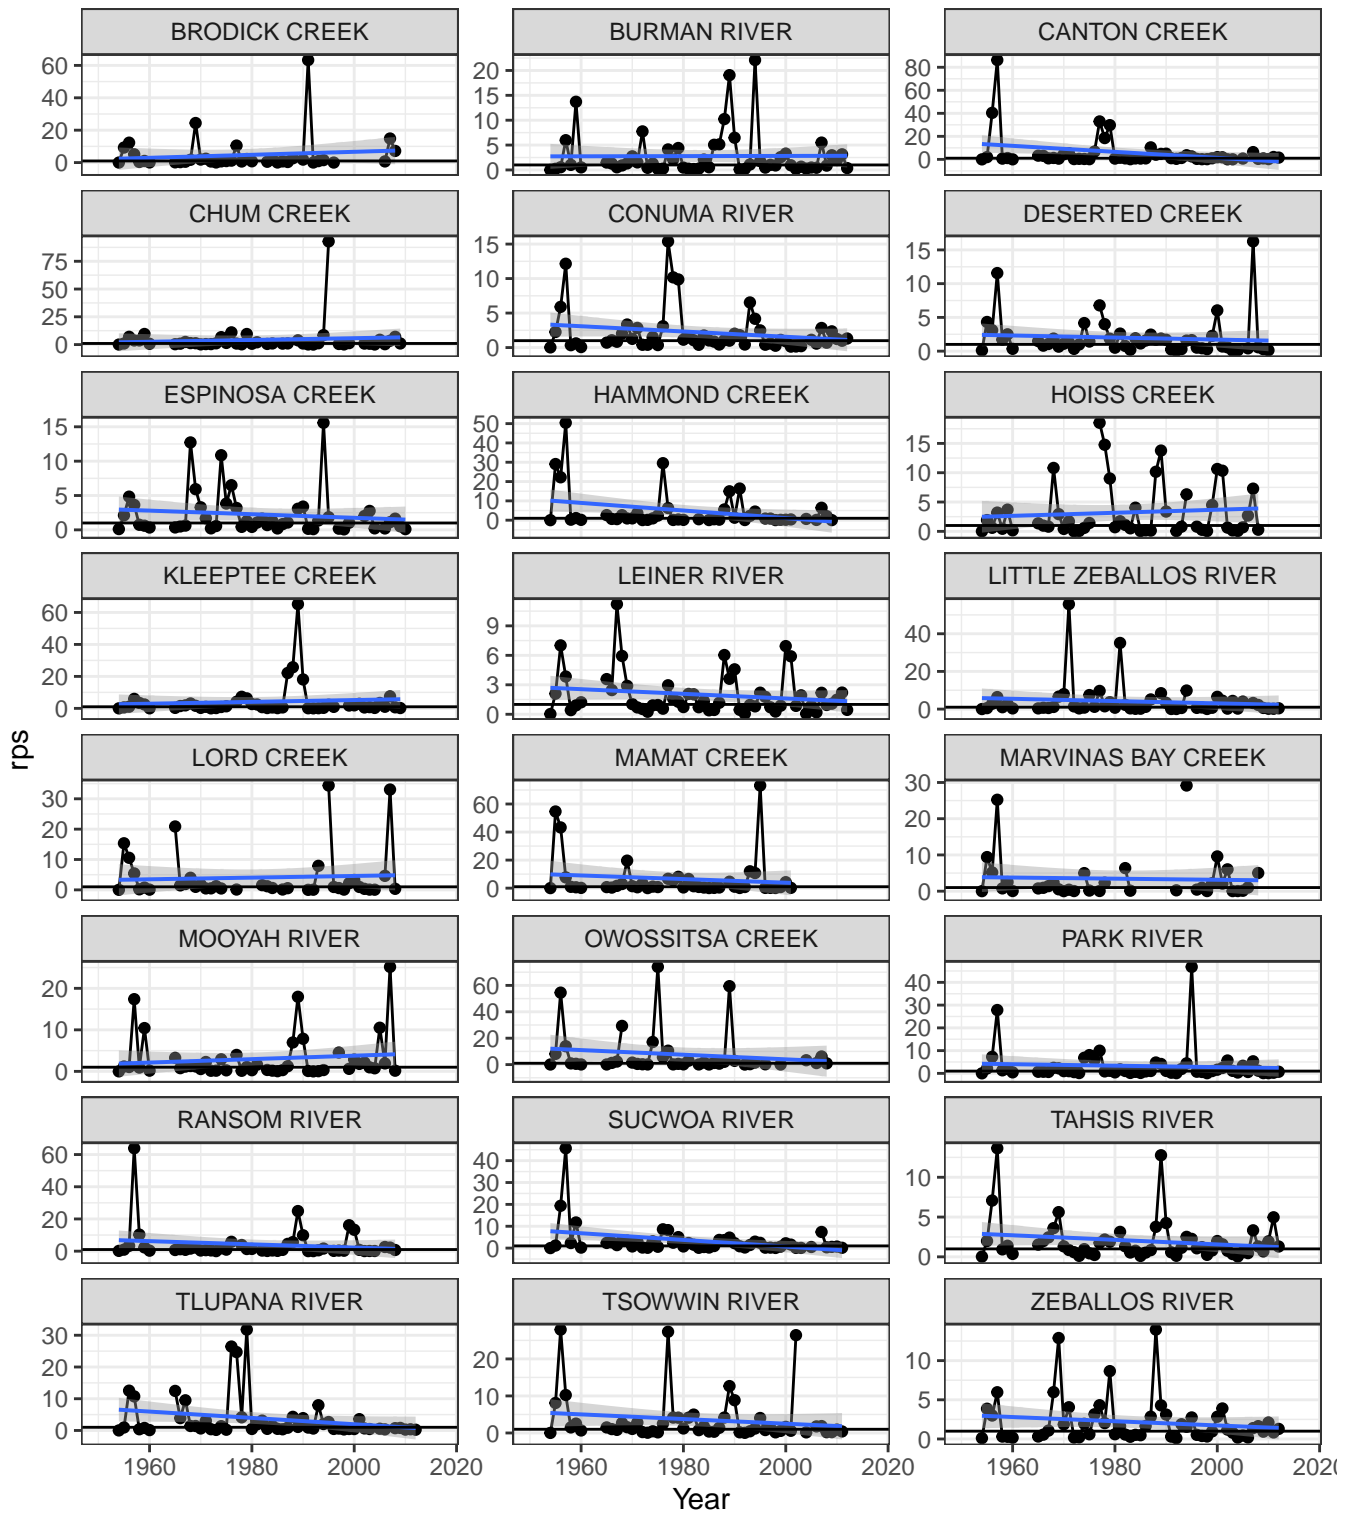 BRODICK CREEK BURMAN RIVER CANTON CREEK
60 40 20 0 20 15 10 5 0 80 60 40 20 0
CHUM CREEK CONUMA RIVER DESERTED CREEK
75 50 25 0 15 10 5 0 15 10 5 0
ESPINOSA CREEK HAMMOND CREEK HOISS CREEK
15 10 5 0 50 40 30 20 10 0 15 10 5 0
KLEEPTEE CREEK LEINER RIVER LITTLE ZEBALLOS RIVER
60 40 20 0 9 6 3 0 40 20 0
LORD CREEK MAMAT CREEK MARVINAS BAY CREEK
30 20 10 0 60 40 20 0 30 20 10 0
MOOYAH RIVER OWOSSITSA CREEK PARK RIVER
20 10 0 60 40 20 0 40 30 20 10 0
RANSOM RIVER SUCWOA RIVER TAHSIS RIVER
60 40 20 0 40 30 20 10 0 10 5 0
TLUPANA RIVER TSOWWIN RIVER ZEBALLOS RIVER
30 20 10 0 20 10 0 10 5 0
1960 1980 2000 2020 1960 1980 2000 2020 1960 1980 2000 2020
rps
Year